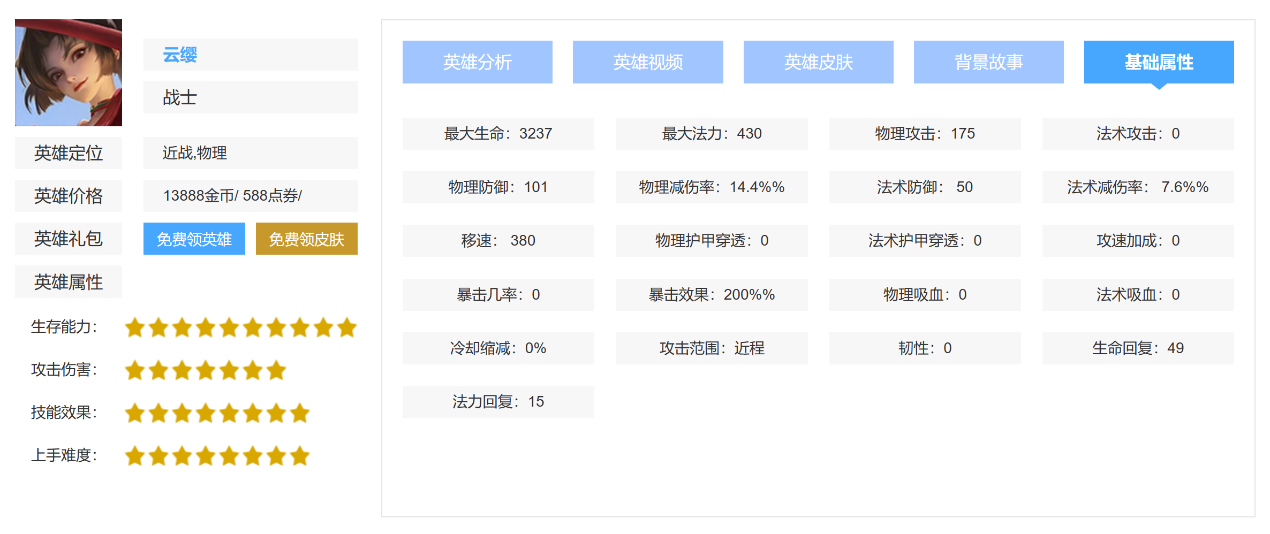 云缨
战士
英雄定位
近战,物理
英雄价格
13888金币/ 588点券/
英雄礼包
免费领英雄
免费领皮肤
英雄属性
生存能力：
攻击伤害：
技能效果：
上手难度：
英雄分析
英雄视频
英雄皮肤
背景故事
基础属性
最大生命：3237
最大法力：430
物理攻击：175
法术攻击：0
物理防御：101
物理减伤率：14.4%%
法术防御： 50
法术减伤率： 7.6%%
移速： 380
物理护甲穿透：0
法术护甲穿透：0
攻速加成：0
暴击几率：0
暴击效果：200%%
物理吸血：0
法术吸血：0
冷却缩减：0%
攻击范围：近程
韧性：0
生命回复：49
法力回复：15